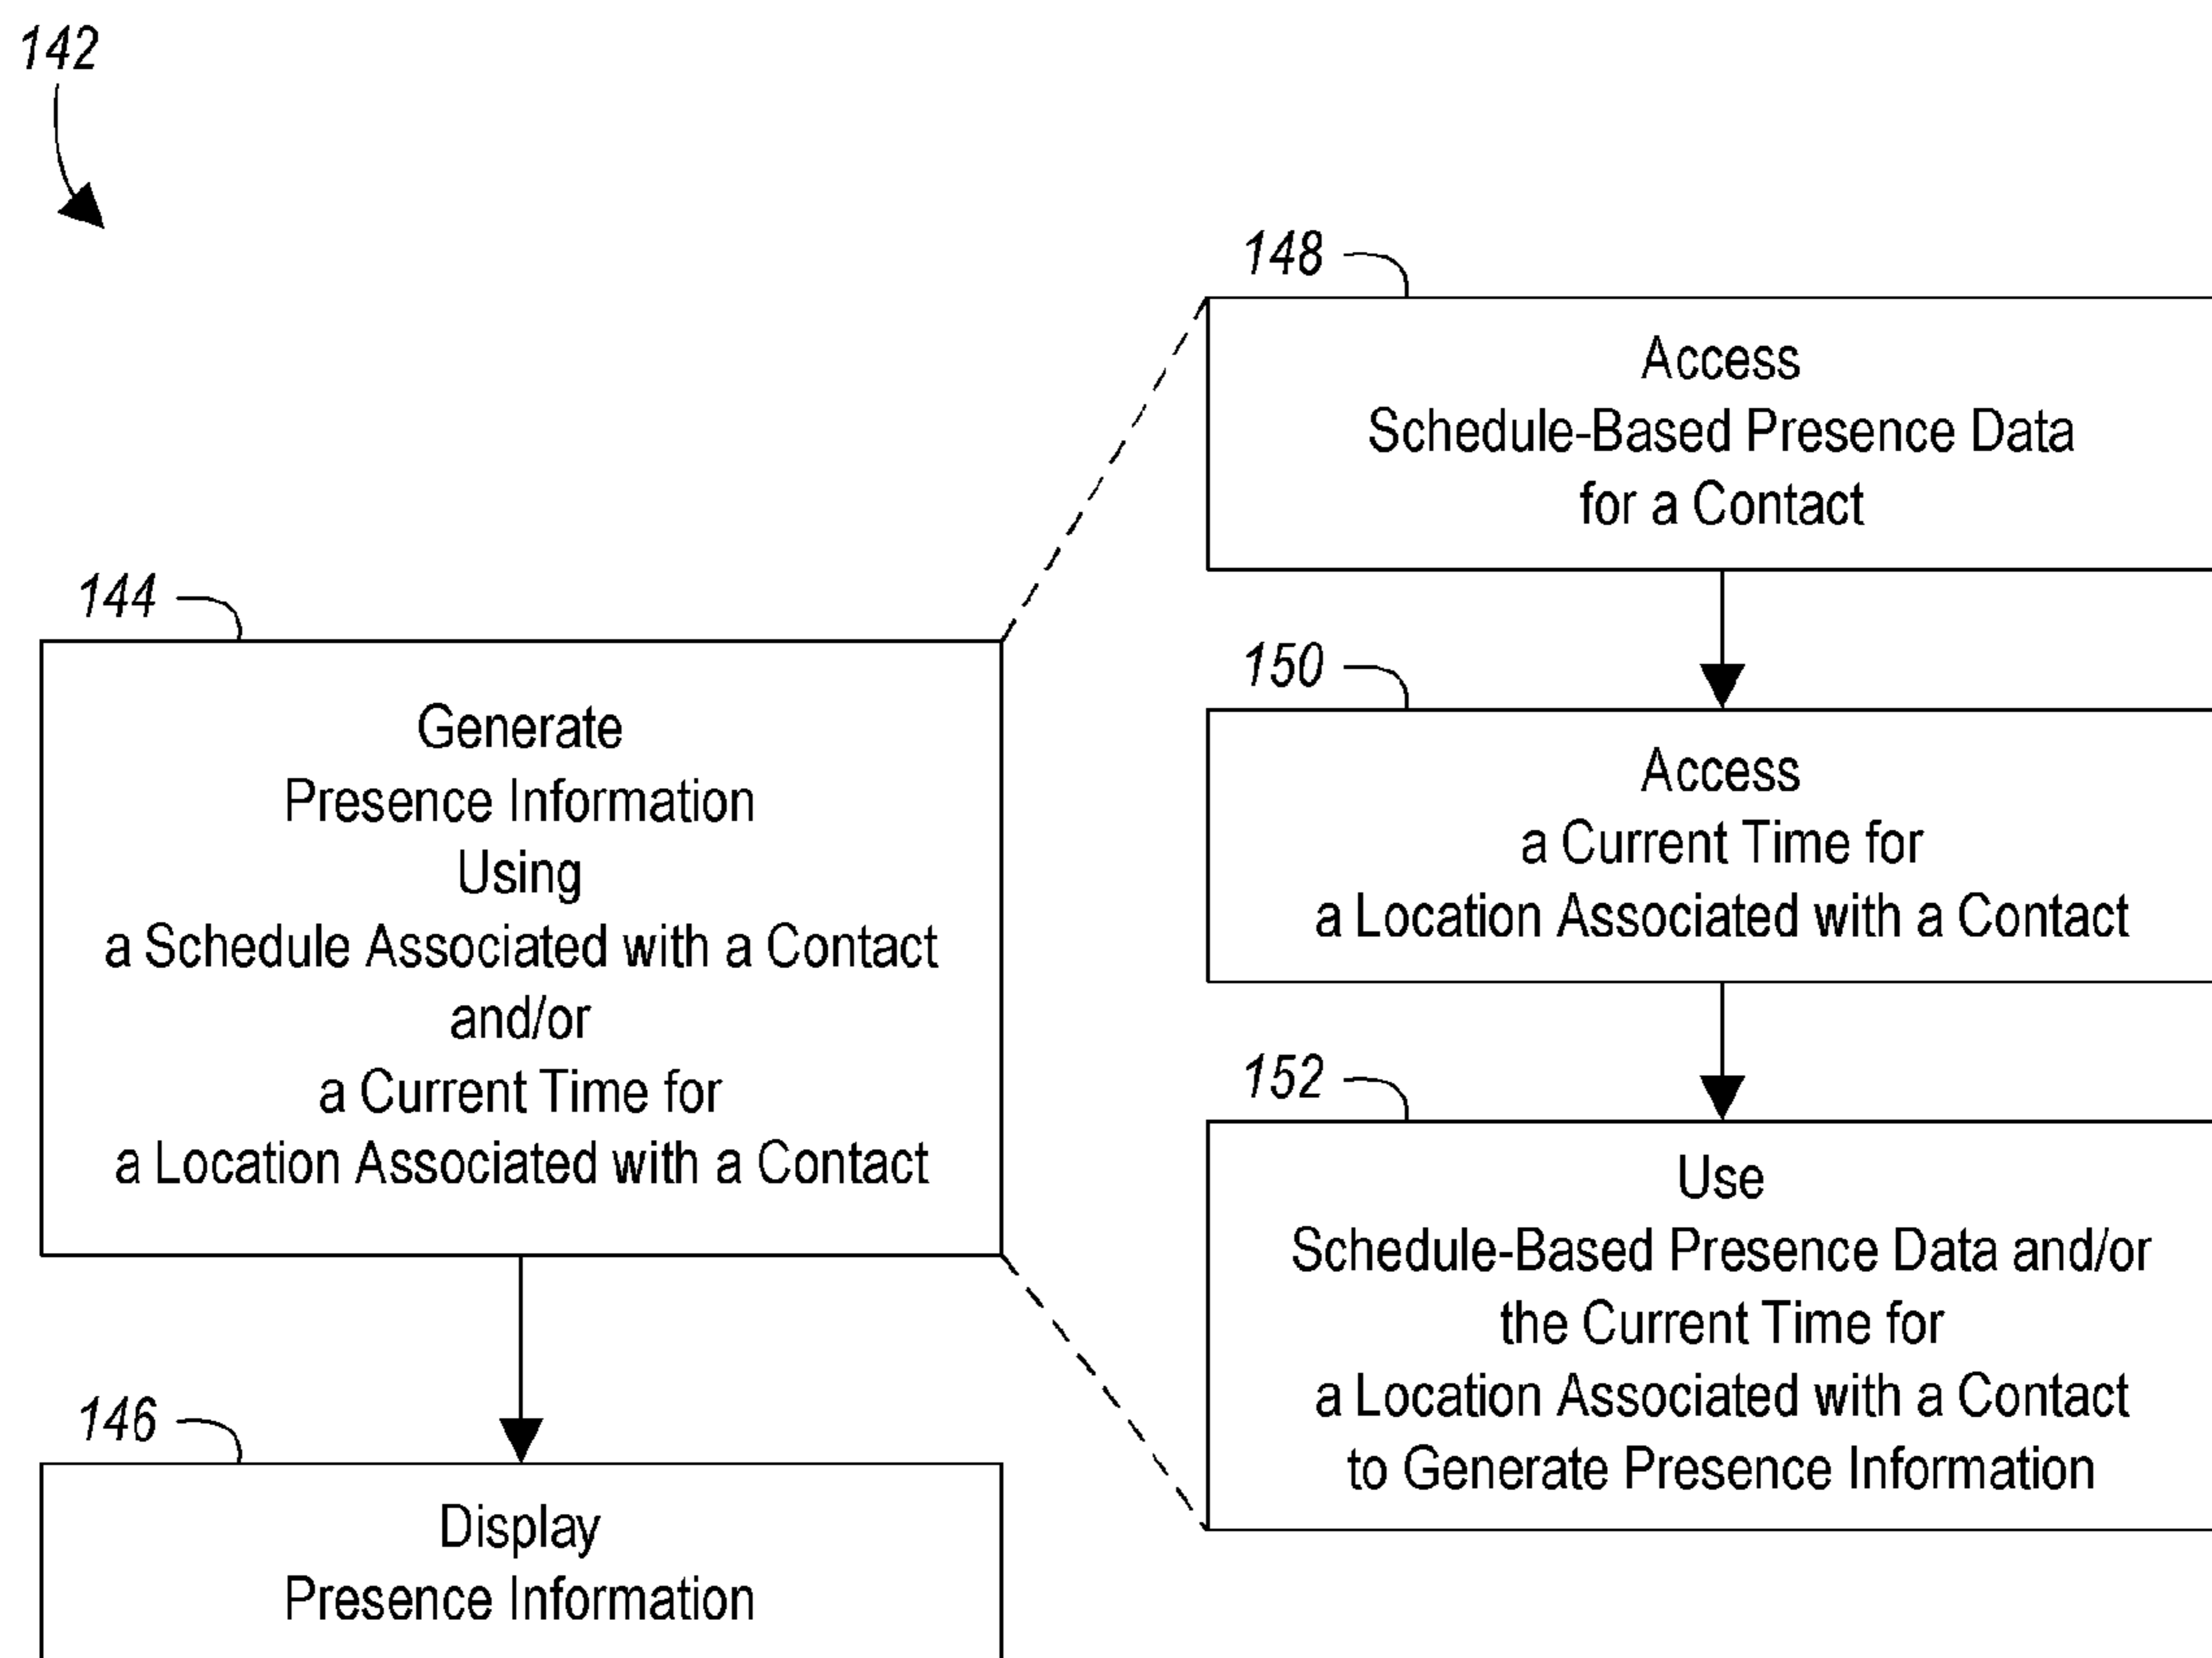 142
144
Generate
Presence Information
Using
a Schedule Associated with a Contact
and/or
a Current Time for
a Location Associated with a Contact
146
Display
Presence Information
148
Access
Schedule-Based Presence Data
for a Contact
150
Access
a Current Time for
a Location Associated with a Contact
152
Use
Schedule-Based Presence Data and/or
the Current Time for
a Location Associated with a Contact
to Generate Presence Information